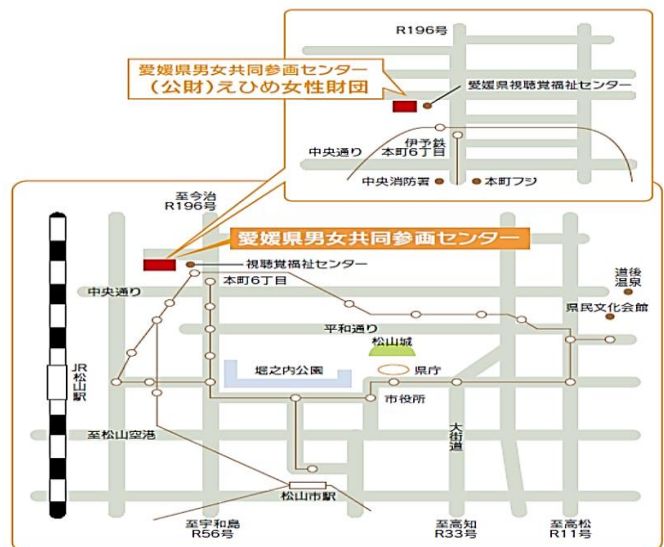 R196号
愛媛県男女共同参画センター
(公財)えひめ女性財団
愛媛県視聴覚福祉センター
伊予鉄
本町6丁目
中央通り
中央消防署
本町フジ
至今治
R196号
愛媛県男女共同参画センター
視聴覚福祉センター
本町6丁目
中央通り
道後
温泉
県民文化会館
平和通り
松山城
JR松山駅
堀之内公園
県庁
市役所
大街道
至松山空港
松山市駅
至宇和島
R56号
至高知
R33号
至高松
R11号